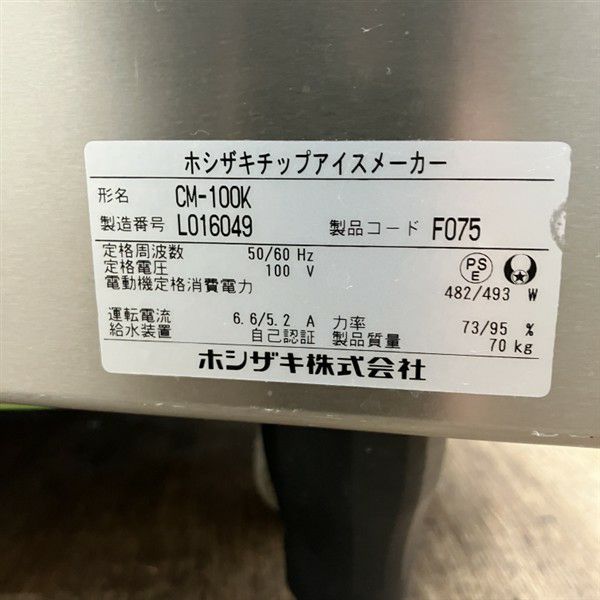 ホシザキチップアイスメーカー
形名 CM-100K
製造番号 L016049 製品コード F075
定格周波数 50/60 Hz
定格電圧 100 V
PS
E
電動機定格消費電力 482/493 W
運転電流 6.6/5.2 A 力率 73/95 %
給水装置 自己認証 製品質量 70 kg
ホシザキ株式会社